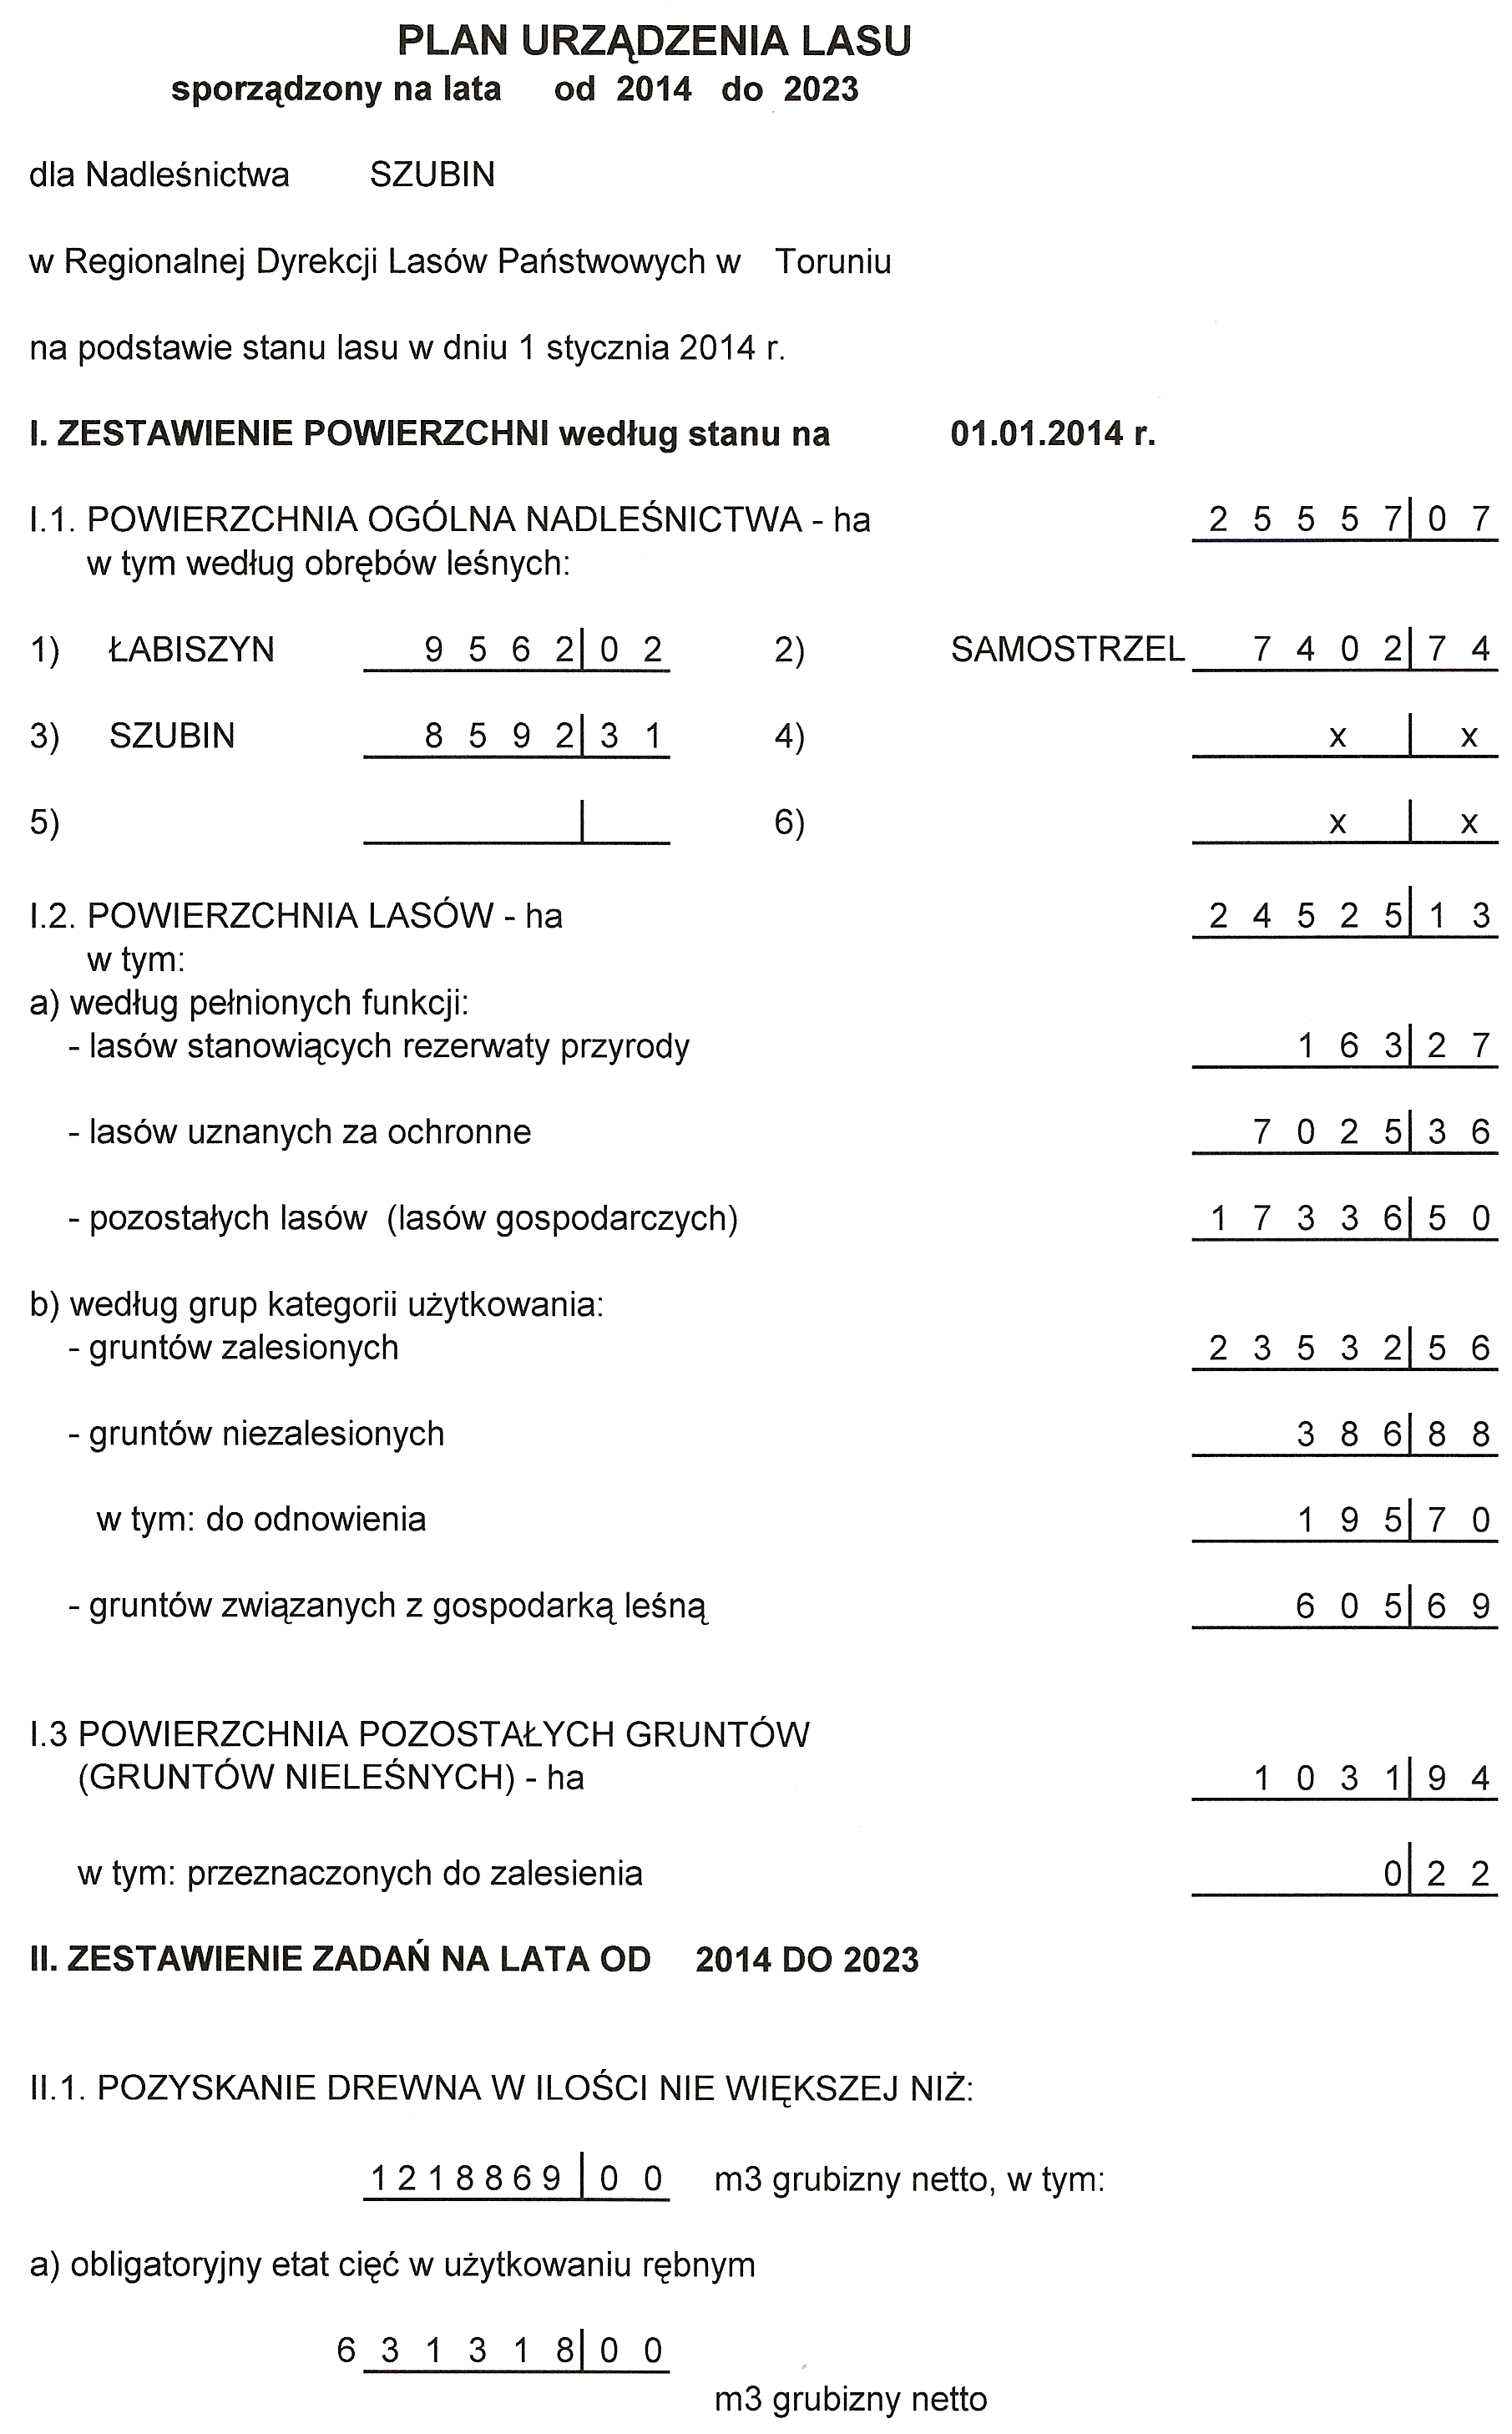 PLAN URZĄDZENIA LASU
sporządzony na lata od 2014 do 2023
dla Nadleśnictwa SZUBIN
w Regionalnej Dyrekcji Lasów Państwowych w Toruniu
na podstawie stanu lasu w dniu 1 stycznia 2014 r.
I. ZESTAWIENIE POWIERZCHNI według stanu na 01.01.2014 r.
I.1. POWIERZCHNIA OGÓLNA NADLEŚNICTWA - ha 2 5 5 5 7 | 0 7
w tym według obrębów leśnych:
1) ŁABISZYN 9 5 6 2 | 0 2 2) SAMOSTRZEL 7 4 0 2 | 7 4
3) SZUBIN 8 5 9 2 | 3 1 4) x | x
5) | 6) x | x
I.2. POWIERZCHNIA LASÓW - ha 2 4 5 2 5 | 1 3
w tym:
a) według pełnionych funkcji:
- lasów stanowiących rezerwaty przyrody 1 6 3 | 2 7
- lasów uznanych za ochronne 7 0 2 5 | 3 6
- pozostałych lasów (lasów gospodarczych) 1 7 3 3 6 | 5 0
b) według grup kategorii użytkowania:
- gruntów zalesionych 2 3 5 3 2 | 5 6
- gruntów niezalesionych 3 8 6 | 8 8
w tym: do odnowienia 1 9 5 | 7 0
- gruntów związanych z gospodarką leśną 6 0 5 | 6 9
I.3 POWIERZCHNIA POZOSTAŁYCH GRUNTÓW
(GRUNTÓW NIELEŚNYCH) - ha 1 0 3 1 | 9 4
w tym: przeznaczonych do zalesienia 0 | 2 2
II. ZESTAWIENIE ZADAŃ NA LATA OD 2014 DO 2023
II.1. POZYSKANIE DREWNA W ILOŚCI NIE WIĘKSZEJ NIŻ:
1 2 1 8 8 6 9 | 0 0 m3 grubizny netto, w tym:
a) obligatoryjny etat cięć w użytkowaniu rębnym
6 3 1 3 1 8 | 0 0
m3 grubizny netto